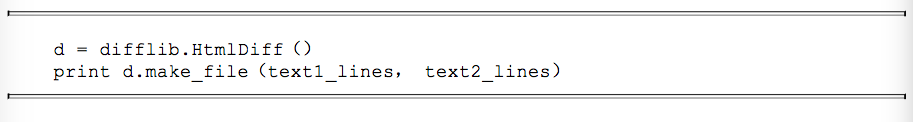 d = difflib.HtmlDiff ()
print d.make_file (text1_lines, text2_lines)